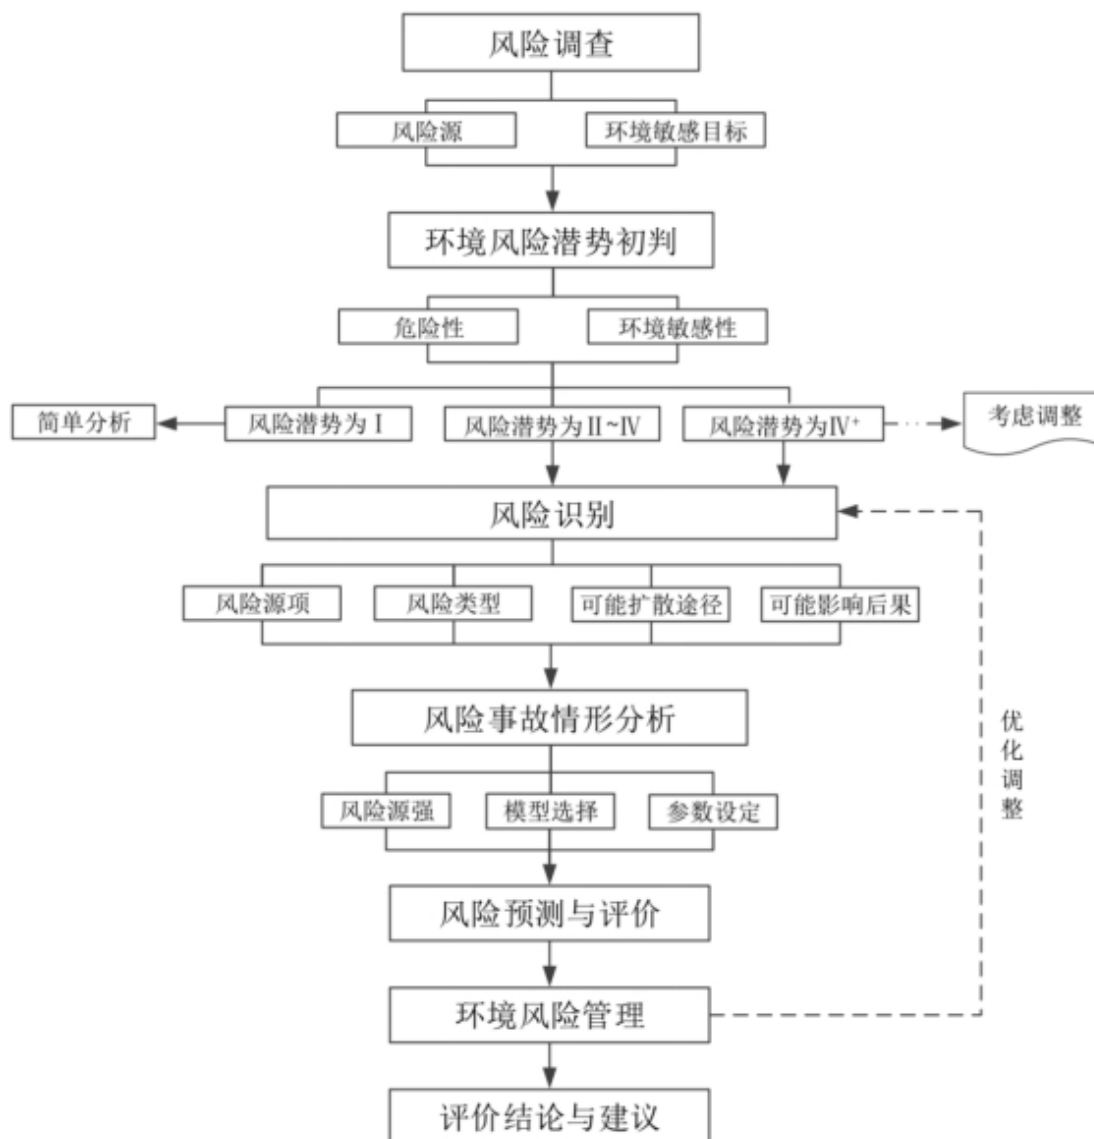 风险调查
风险源
环境敏感目标
环境风险潜势初判
危险性
环境敏感性
简单分析
风险潜势为Ⅰ
风险潜势为Ⅱ~Ⅳ
风险潜势为Ⅳ⁺
考虑调整
风险识别
风险源项
风险类型
可能扩散途径
可能影响后果
风险事故情形分析
优化调整
风险源强
模型选择
参数设定
风险预测与评价
环境风险管理
评价结论与建议